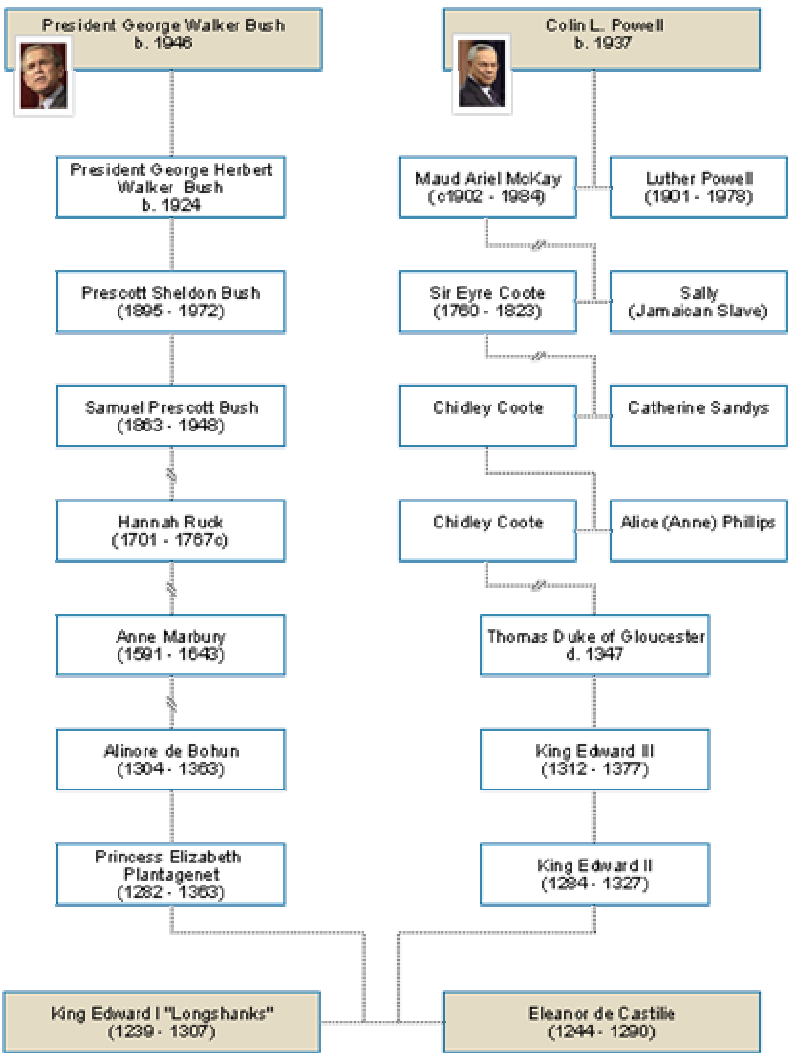 President George Walker Bush
b. 1946
Colin L. Powell
b. 1937
President George Herbert
Walker Bush
b. 1924
Maud Ariel McKay
(c1902 - 1984)
Luther Powell
(1901 - 1978)
Prescott Sheldon Bush
(1895 - 1972)
Sir Eyre Coote
(1760 - 1823)
Sally
(Jamaican Slave)
Samuel Prescott Bush
(1863 - 1948)
Chidley Coote
Catherine Sandys
Hannah Ruck
(1701 - 1767c)
Chidley Coote
Alice (Anne) Phillips
Anne Marbury
(1591 - 1643)
Thomas Duke of Gloucester
d. 1347
Alinore de Bohun
(1304 - 1363)
King Edward III
(1312 - 1377)
Princess Elizabeth
Plantagenet
(1282 - 1363)
King Edward II
(1284 - 1327)
King Edward I "Longshanks"
(1239 - 1307)
Eleanor de Castilie
(1244 - 1290)